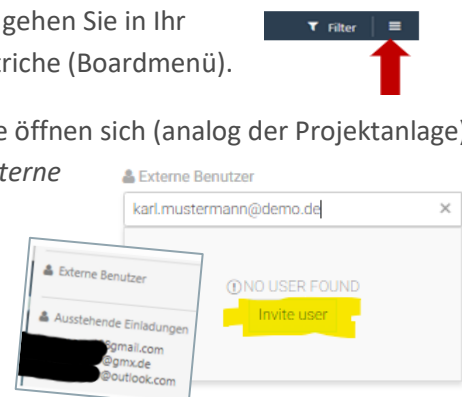 gehen Sie in Ihr
Filter
triche (Boardmenü).
e öffnen sich (analog der Projektanlage)
terne
Externe Benutzer
karl.mustermann@demo.de
NO USER FOUND
Invite user
Externe Benutzer
Ausstehende Einladungen
@gmail.com
@gmx.de
@outlook.com